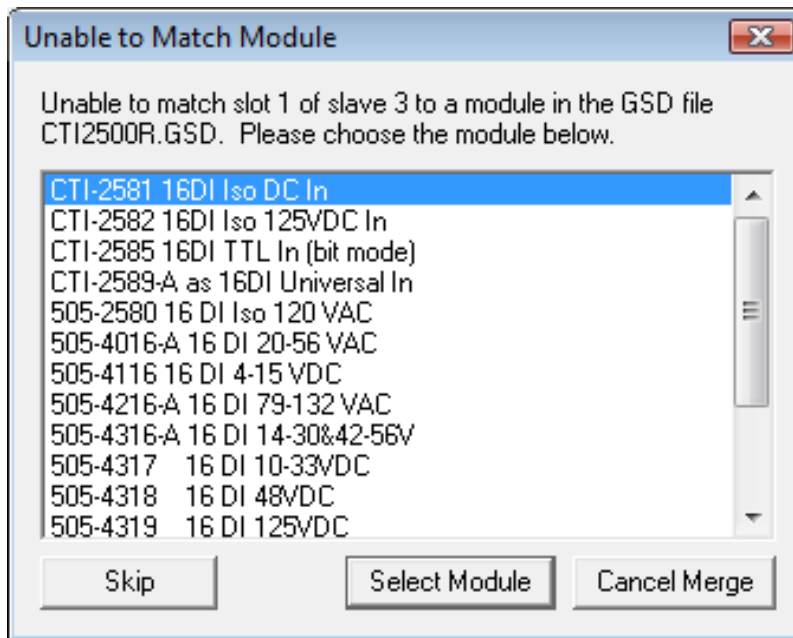 Unable to Match Module
Unable to match slot 1 of slave 3 to a module in the GSD file
CTI2500R.GSD.  Please choose the module below.
CTI-2581 16DI Iso DC In
CTI-2582 16DI Iso 125VDC In
CTI-2585 16DI TTL In (bit mode)
CTI-2589-A as 16DI Universal In
505-2580 16 DI Iso 120 VAC
505-4016-A 16 DI 20-56 VAC
505-4116 16 DI 4-15 VDC
505-4216-A 16 DI 79-132 VAC
505-4316-A 16 DI 14-30&42-56V
505-4317    16 DI 10-33VDC
505-4318    16 DI 48VDC
505-4319    16 DI 125VDC
Skip Select Module Cancel Merge